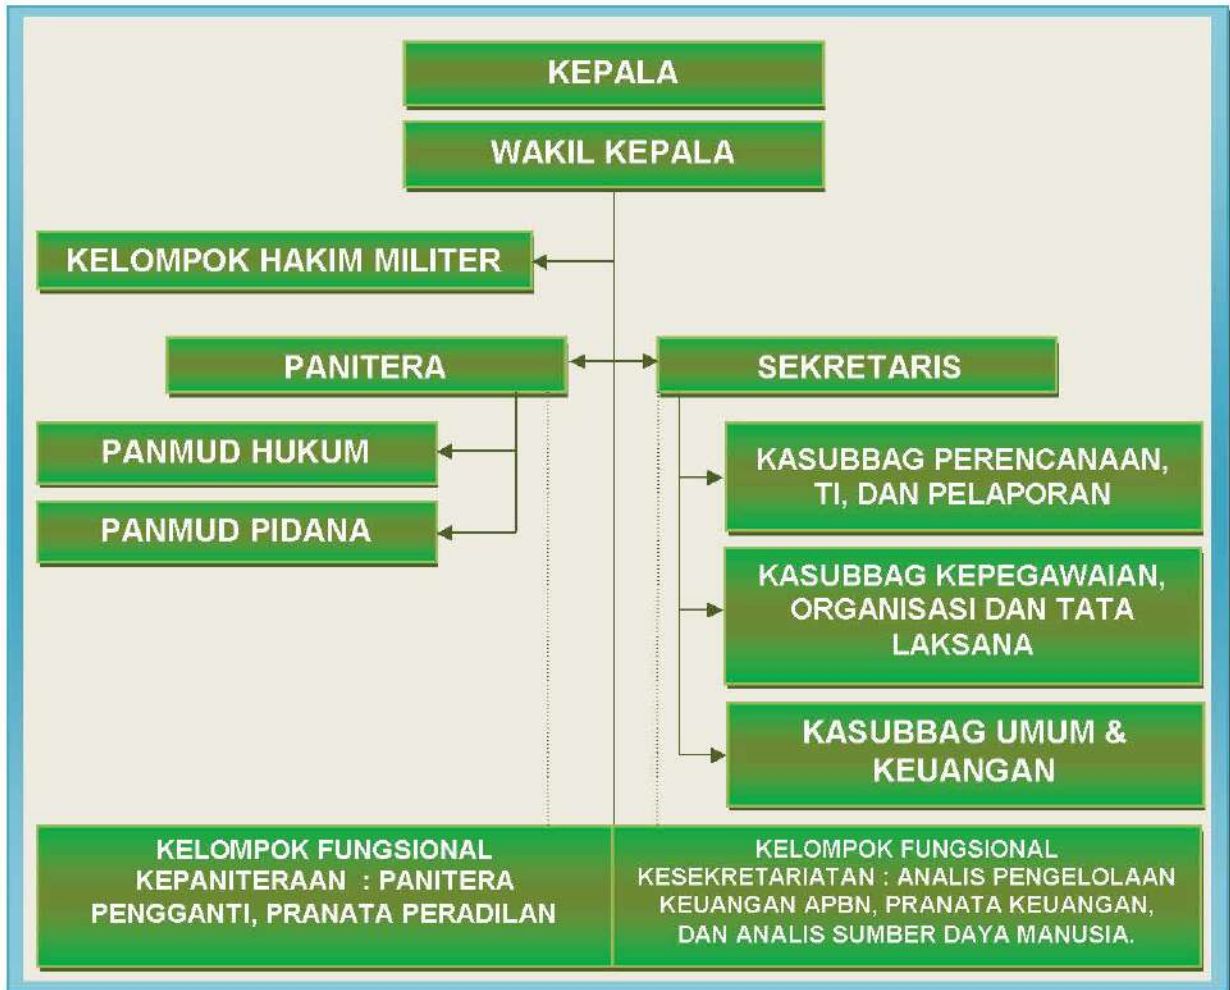 KEPALA
WAKIL KEPALA
KELOMPOK HAKIM MILITER
PANITERA
SEKRETARIS
PANMUD HUKUM
PANMUD PIDANA
KASUBBAG PERENCANAAN,
TI, DAN PELAPORAN
KASUBBAG KEPEGAWAIAN,
ORGANISASI DAN TATA
LAKSANA
KASUBBAG UMUM &
KEUANGAN
KELOMPOK FUNGSIONAL
KEPANITERAAN : PANITERA
PENGGANTI, PRANATA PERADILAN
KELOMPOK FUNGSIONAL
KESEKRETARIATAN : ANALIS PENGELOLAAN
KEUANGAN APBN, PRANATA KEUANGAN,
DAN ANALIS SUMBER DAYA MANUSIA.